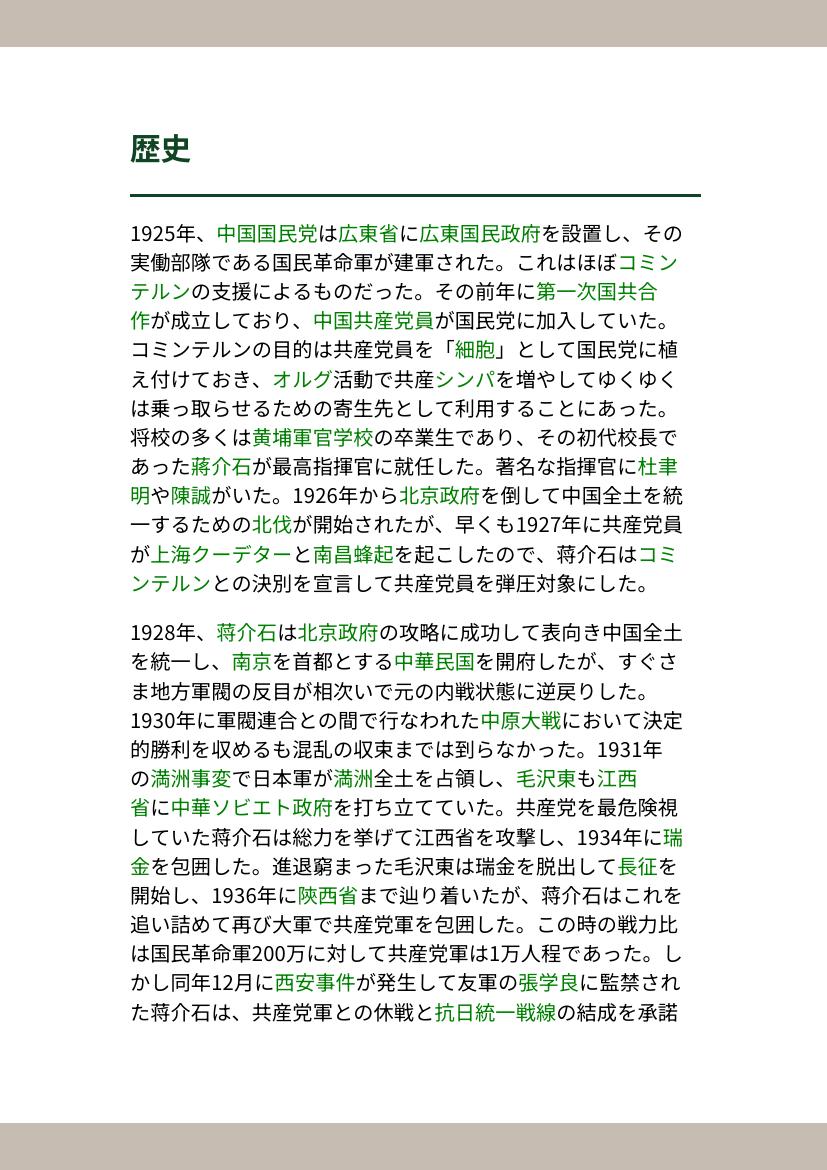 歴史
1925年、中国国民党は広東省に広東国民政府を設置し、その
実働部隊である国民革命軍が建軍された。これはほぼコミン
テルンの支援によるものだった。その前年に第一次国共合
作が成立しており、中国共産党員が国民党に加入していた。
コミンテルンの目的は共産党員を「細胞」として国民党に植
え付けておき、オルグ活動で共産シンパを増やしてゆくゆく
は乗っ取らせるための寄生先として利用することにあった。
将校の多くは黄埔軍官学校の卒業生であり、その初代校長で
あった蔣介石が最高指揮官に就任した。著名な指揮官に杜聿
明や陳誠がいた。1926年から北京政府を倒して中国全土を統
一するための北伐が開始されたが、早くも1927年に共産党員
が上海クーデターと南昌蜂起を起こしたので、蒋介石はコミ
ンテルンとの決別を宣言して共産党員を弾圧対象にした。
1928年、蒋介石は北京政府の攻略に成功して表向き中国全土
を統一し、南京を首都とする中華民国を開府したが、すぐさ
ま地方軍閥の反目が相次いで元の内戦状態に逆戻りした。
1930年に軍閥連合との間で行なわれた中原大戦において決定
的勝利を収めるも混乱の収束までは到らなかった。1931年
の満洲事変で日本軍が満洲全土を占領し、毛沢東も江西
省に中華ソビエト政府を打ち立てていた。共産党を最危険視
していた蒋介石は総力を挙げて江西省を攻撃し、1934年に瑞
金を包囲した。進退窮まった毛沢東は瑞金を脱出して長征を
開始し、1936年に陝西省まで辿り着いたが、蒋介石はこれを
追い詰めて再び大軍で共産党軍を包囲した。この時の戦力比
は国民革命軍200万に対して共産党軍は1万人程であった。し
かし同年12月に西安事件が発生して友軍の張学良に監禁され
た蒋介石は、共産党軍との休戦と抗日統一戦線の結成を承諾